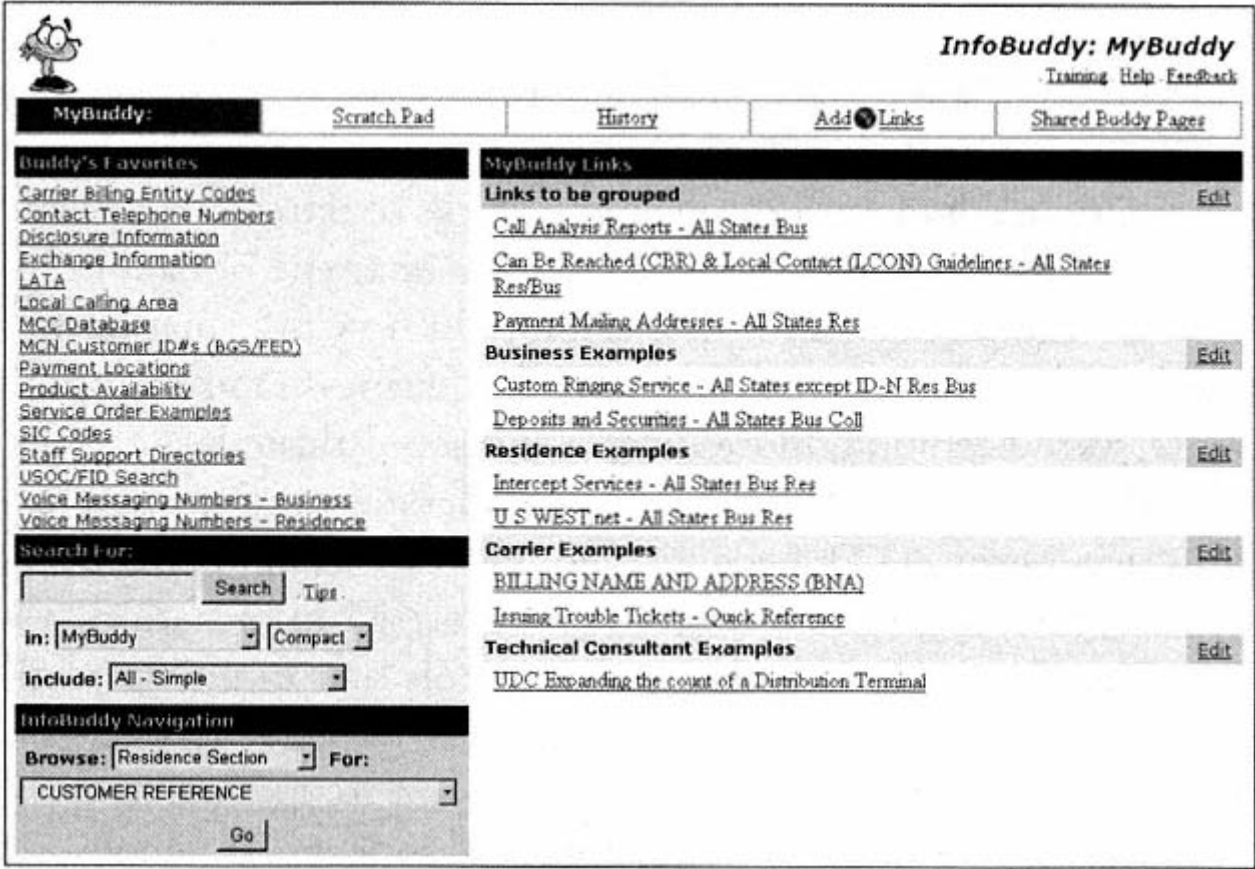 InfoBuddy: MyBuddy
Training Help Feedback
MyBuddy:
Scratch Pad
History
Add Links
Shared Buddy Pages
Buddy's Favorites
Carrier Billing Entity Codes
Contact Telephone Numbers
Disclosure Information
Exchange Information
LATA
Local Calling Area
MCC Database
MCN Customer ID#s (BGS/FED)
Payment Locations
Product Availability
Service Order Examples
SIC Codes
Staff Support Directories
USOC/FID Search
Voice Messaging Numbers - Business
Voice Messaging Numbers - Residence
Search For:
Search Tips
in: MyBuddy Compact
include: All - Simple
InfoBuddy Navigation
Browse: Residence Section For:
CUSTOMER REFERENCE
Go
MyBuddy Links
Links to be grouped Edit
Call Analysis Reports - All States Bus
Can Be Reached (CBR) & Local Contact (LCON) Guidelines - All States
Res/Bus
Payment Mailing Addresses - All States Res
Business Examples Edit
Custom Ringing Service - All States except ID-N Res Bus
Deposits and Securities - All States Bus Coll
Residence Examples Edit
Intercept Services - All States Bus Res
U S WEST.net - All States Bus Res
Carrier Examples Edit
BILLING NAME AND ADDRESS (BNA)
Issuing Trouble Tickets - Quick Reference
Technical Consultant Examples Edit
UDC Expanding the count of a Distribution Terminal